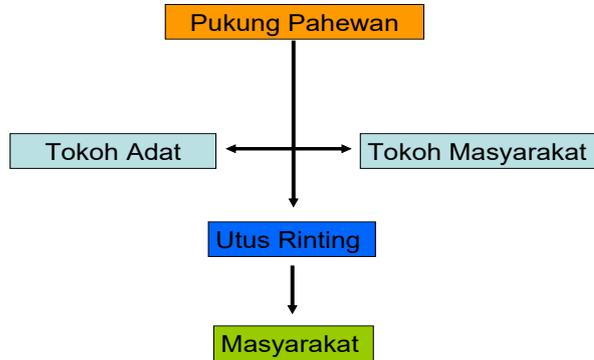 Pukung Pahewan
Tokoh Adat
Tokoh Masyarakat
Utus Rinting
Masyarakat